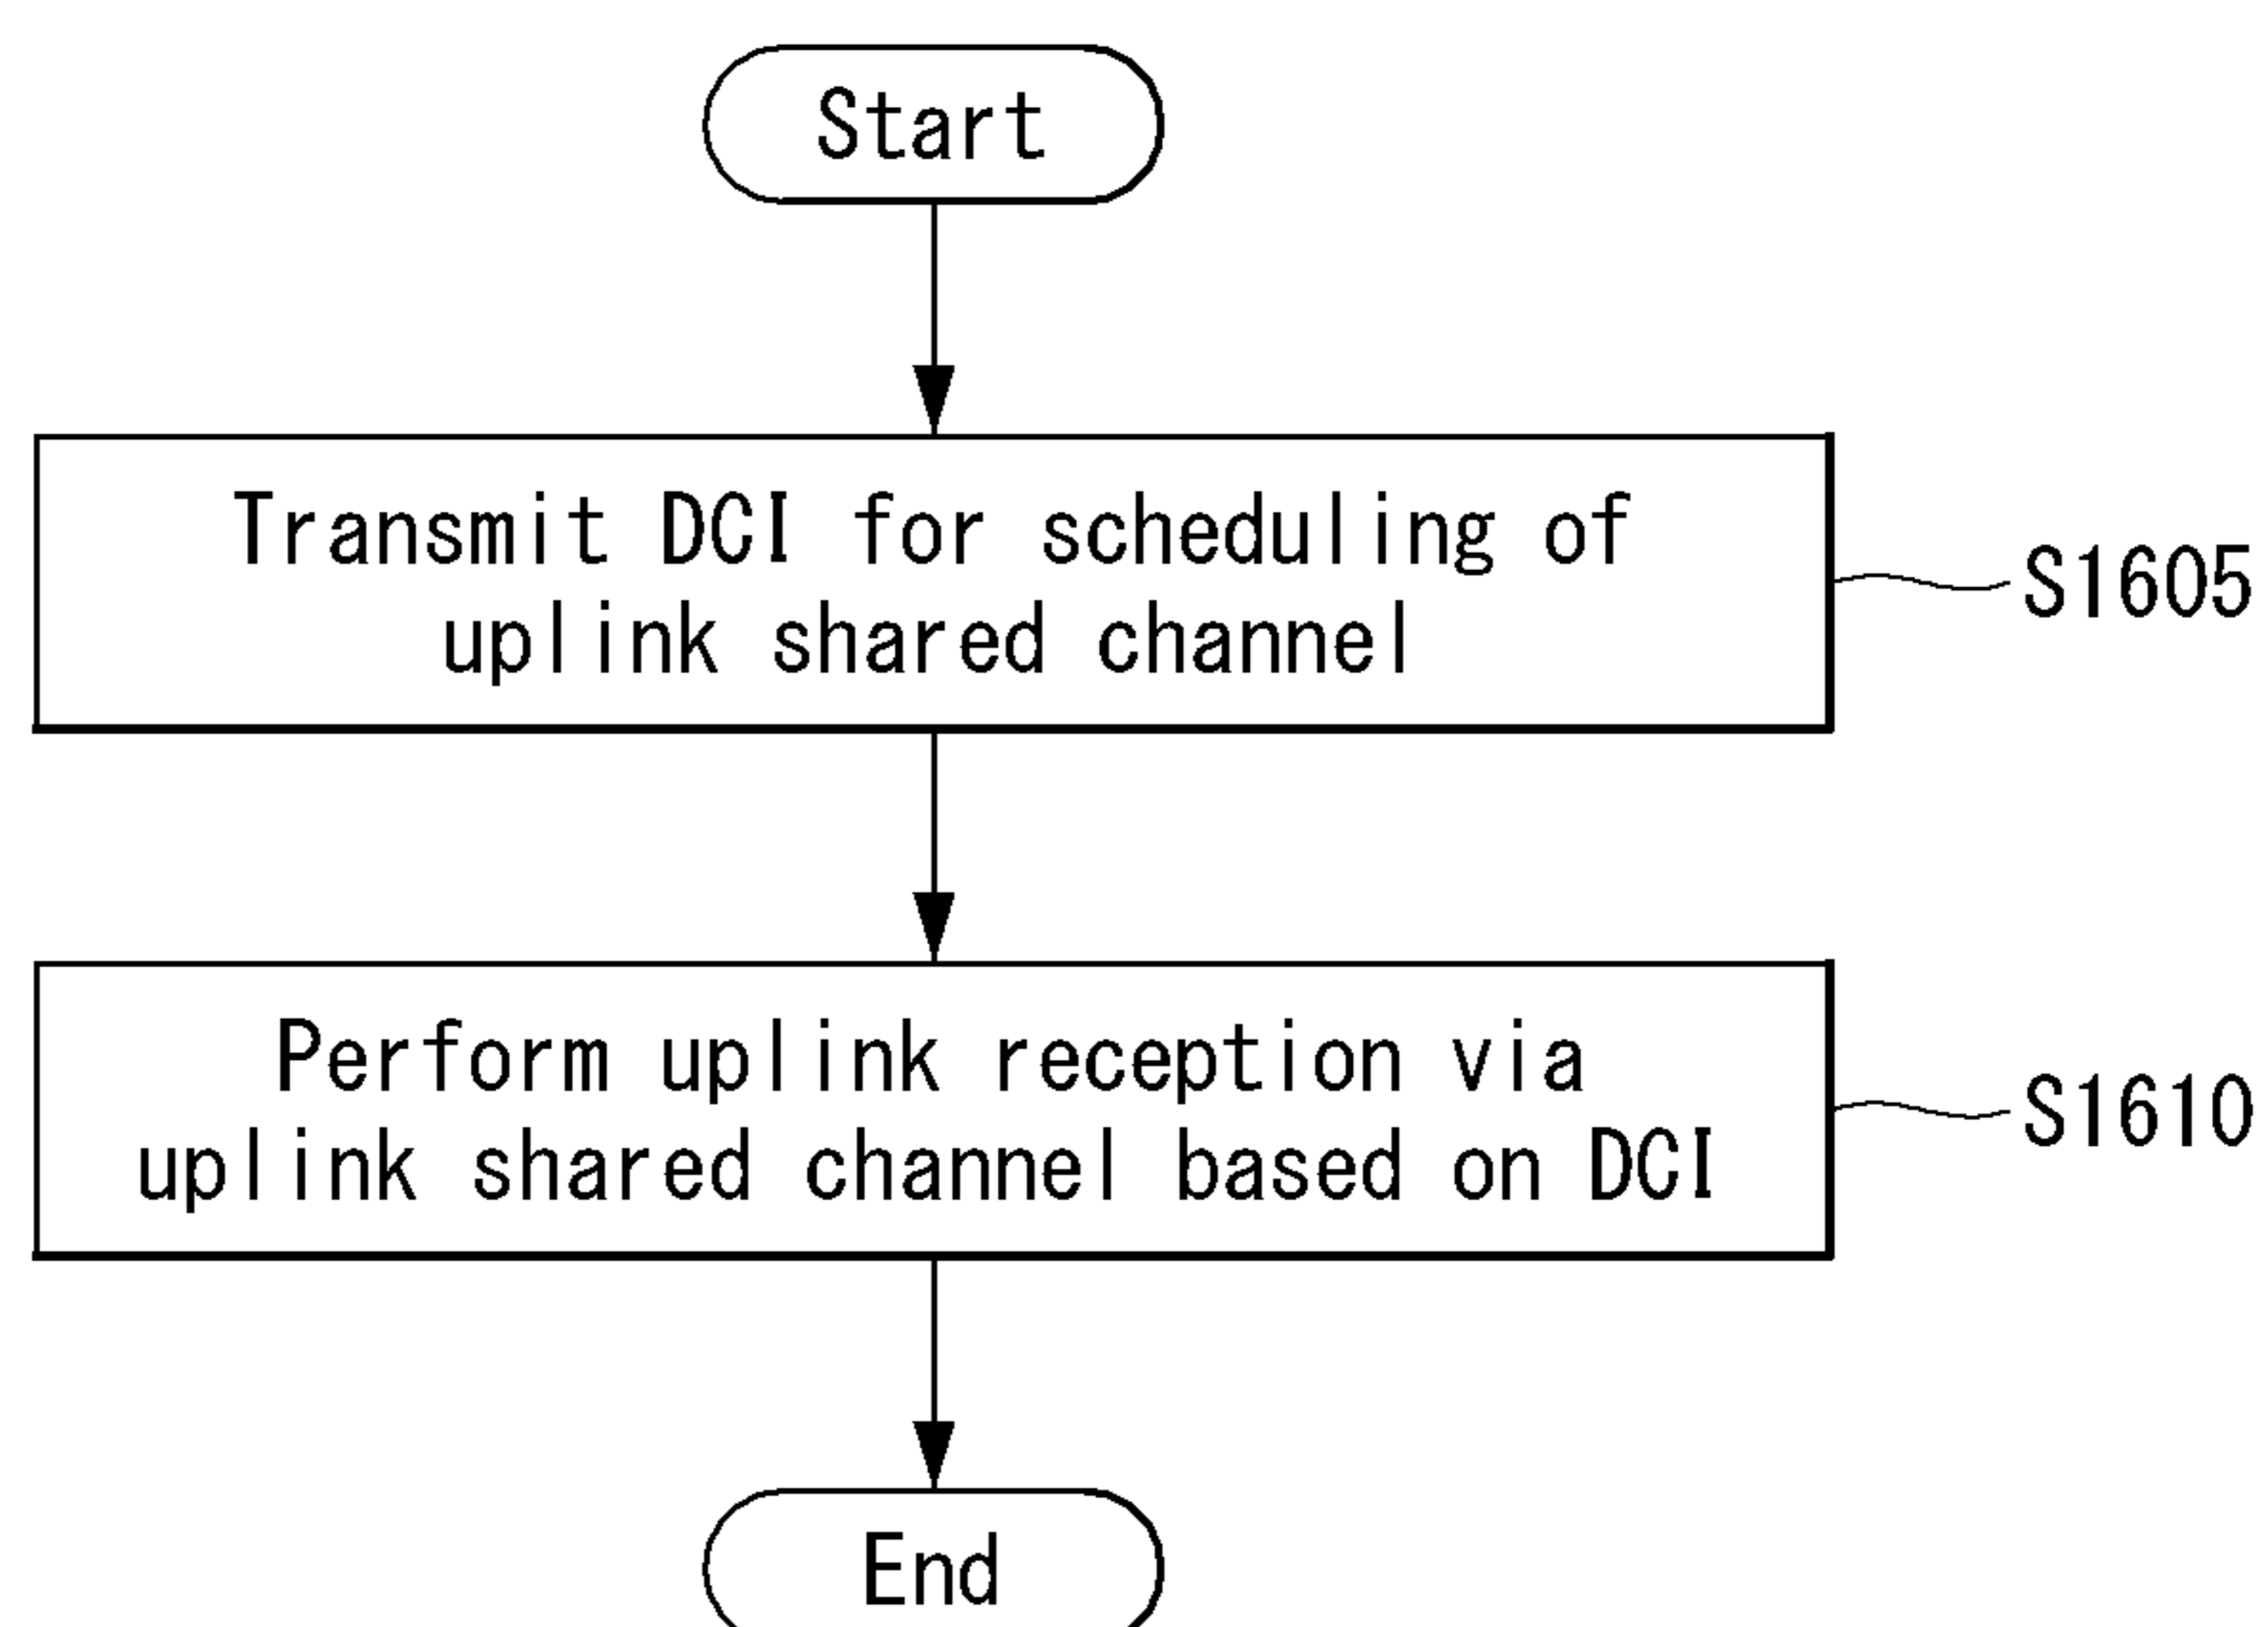 Start
Transmit DCI for scheduling of
uplink shared channel
S1605
Perform uplink reception via
uplink shared channel based on DCI
S1610
End